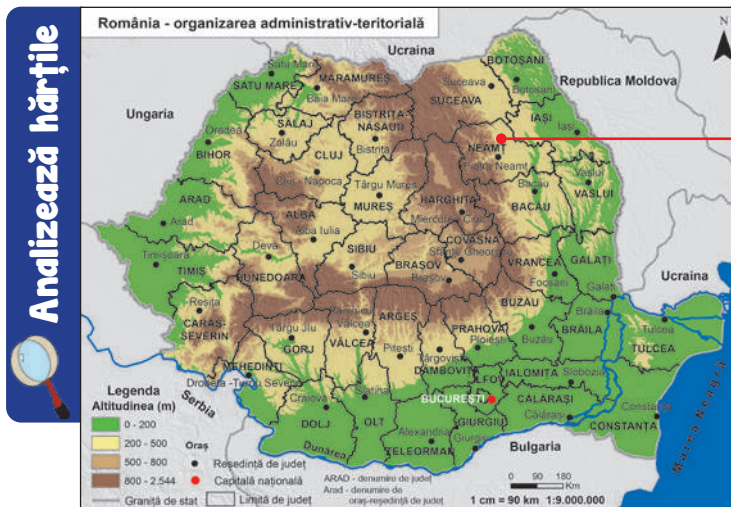 Analizează hărțile
România - organizarea administrativ-teritorială
N
Ucraina
Republica Moldova
Ungaria
Satu Mare
SATU MARE
MARAMUREȘ
Baia Mare
Suceava
SUCEAVA
BOTOȘANI
Botoșani
IAȘI
Iași
SĂLAJ
Zalău
BISTRIȚA
NĂSĂUD
Bistrița
Oradea
BIHOR
CLUJ
Cluj - Napoca
NEAMȚ
Piatra Neamț
Târgu Mureș
MUREȘ
HARGHITA
Miercurea Ciuc
Bacău
BACĂU
Vaslui
VASLUI
ARAD
Arad
ALBA
Alba Iulia
Timișoara
TIMIȘ
Deva
HUNEDOARA
SIBIU
Sibiu
BRAȘOV
Brașov
COVASNA
Sfântu Gheorghe
VRANCEA
Focșani
GALAȚI
Galați
Ucraina
Reșița
CARAȘ-
SEVERIN
Târgu Jiu
GORJ
Râmnicu
Vâlcea
VÂLCEA
ARGEȘ
Pitești
Târgoviște
DÂMBOVIȚA
PRAHOVA
Ploiești
BUZĂU
Buzău
Brăila
BRĂILA
Tulcea
TULCEA
MEHEDINȚI
Drobeta -Turnu Severin
Slatina
Craiova
DOLJ
OLT
Alexandria
TELEORMAN
ILFOV
BUCUREȘTI
GIURGIU
Giurgiu
IALOMIȚA
Slobozia
CĂLĂRAȘI
Călărași
Constanța
CONSTANȚA
Marea Neagră
Serbia
Dunărea
Bulgaria
Legenda
Altitudinea (m)
0 - 200
200 - 500
500 - 800
800 - 2.544
Oraș
Reședință de județ
Capitală națională
Graniță de stat
Limită de județ
ARAD - denumire de județ
Arad - denumire de
oraș-reședință de județ
0 90 180
Km
1 cm = 90 km 1:9.000.000